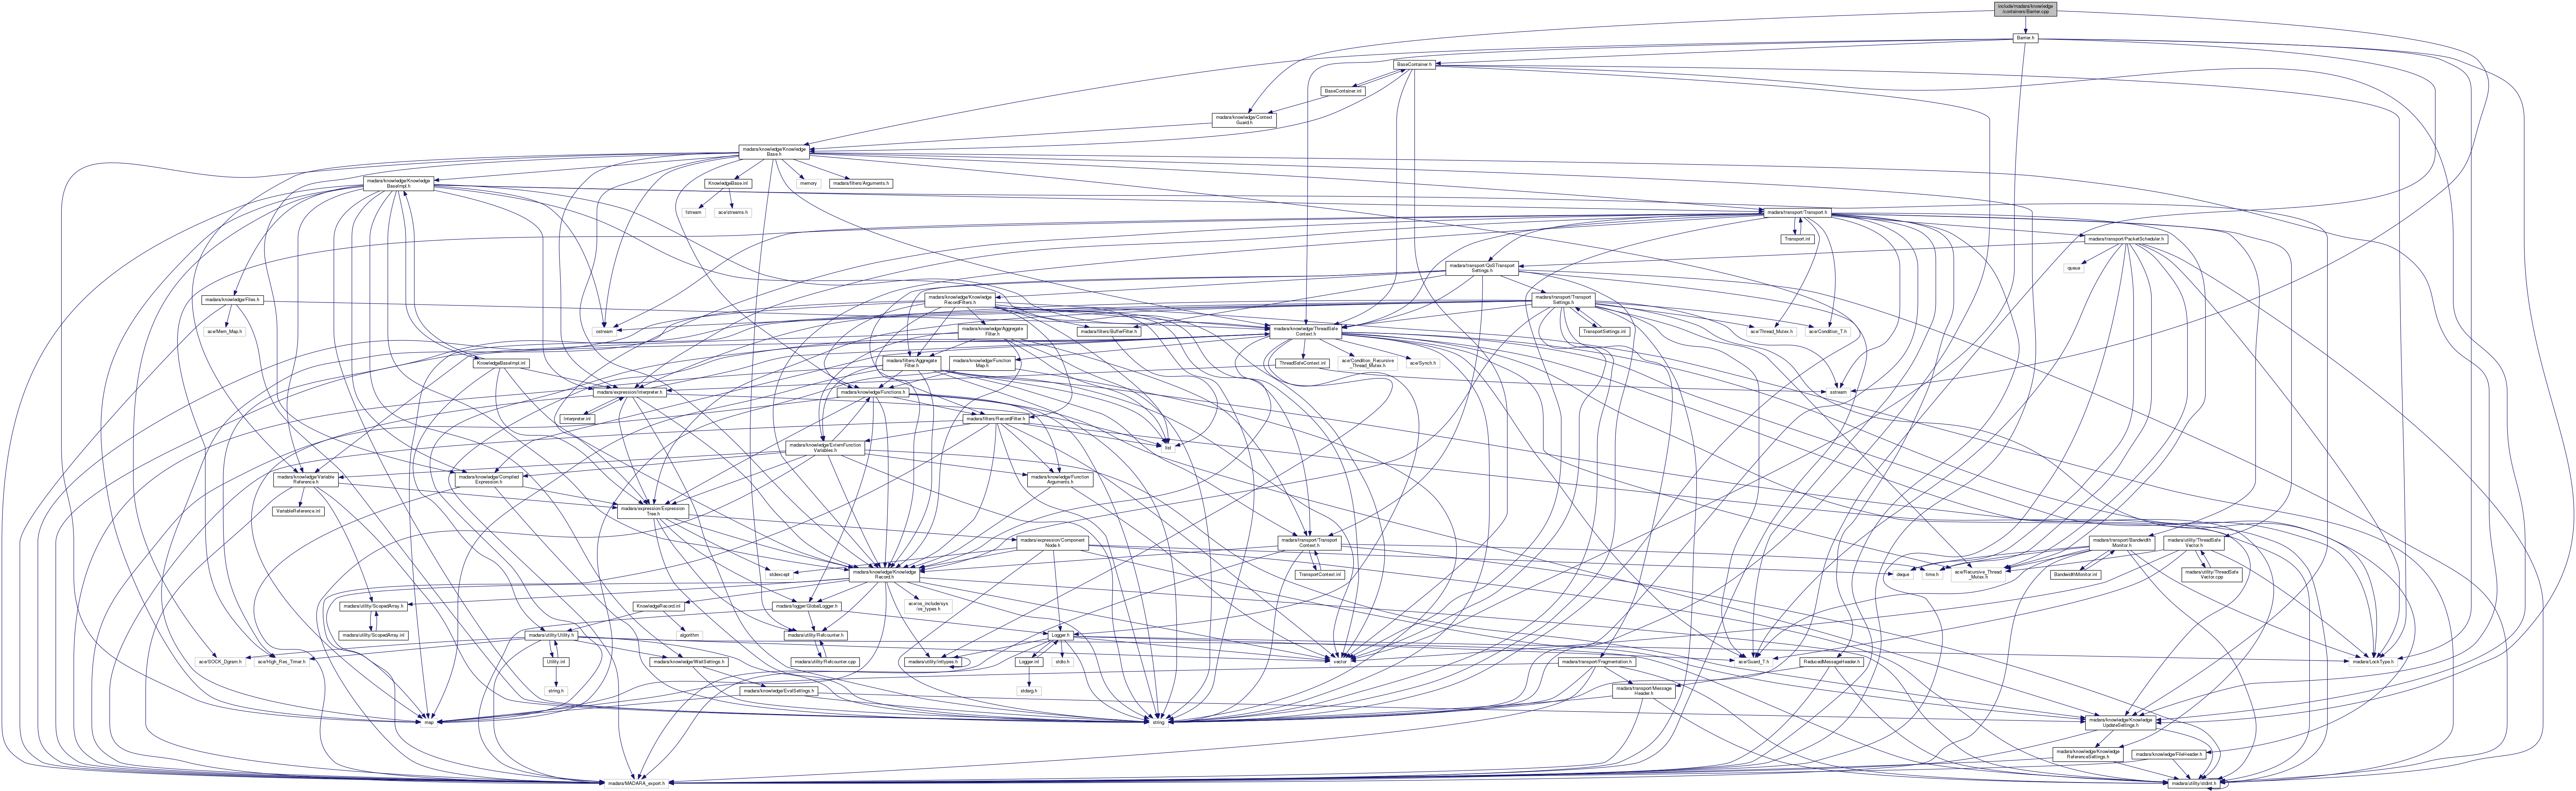 include/madara/knowledge
/containers/Barrier.cpp
Barrier.h
BaseContainer.h
BaseContainer.inl
madara/knowledge/Context
Guard.h
madara/knowledge/Knowledge
Base.h
madara/knowledge/Knowledge
BaseImpl.h
KnowledgeBase.inl
memory
madara/filters/Arguments.h
fstream
ace/streams.h
madara/transport/Transport.h
Transport.inl
madara/transport/PacketScheduler.h
queue
madara/transport/QoSTransport
Settings.h
madara/knowledge/Files.h
madara/knowledge/Knowledge
RecordFilters.h
madara/transport/Transport
Settings.h
ace/Mem_Map.h
ostream
madara/knowledge/Aggregate
Filter.h
madara/filters/BufferFilter.h
madara/knowledge/ThreadSafe
Context.h
TransportSettings.inl
ace/Thread_Mutex.h
ace/Condition_T.h
KnowledgeBaseImpl.inl
madara/filters/Aggregate
Filter.h
madara/knowledge/Function
Map.h
ThreadSafeContext.inl
ace/Condition_Recursive
_Thread_Mutex.h
ace/Synch.h
madara/expression/Interpreter.h
madara/knowledge/Functions.h
sstream
Interpreter.inl
madara/filters/RecordFilter.h
madara/knowledge/ExternFunction
Variables.h
list
madara/knowledge/Variable
Reference.h
madara/knowledge/Compiled
Expression.h
madara/knowledge/Function
Arguments.h
VariableReference.inl
madara/expression/Expression
Tree.h
madara/expression/Component
Node.h
madara/transport/Transport
Context.h
madara/transport/Bandwidth
Monitor.h
madara/utility/ThreadSafe
Vector.h
stdexcept
madara/knowledge/Knowledge
Record.h
TransportContext.inl
deque
time.h
ace/Recursive_Thread
_Mutex.h
BandwidthMonitor.inl
madara/utility/ThreadSafe
Vector.cpp
madara/utility/ScopedArray.h
KnowledgeRecord.inl
madara/logger/GlobalLogger.h
ace/os_include/sys
/os_types.h
madara/utility/ScopedArray.inl
madara/utility/Utility.h
algorithm
madara/utility/Refcounter.h
Logger.h
ace/SOCK_Dgram.h
ace/High_Res_Timer.h
Utility.inl
madara/knowledge/WaitSettings.h
madara/utility/Refcounter.cpp
madara/utility/inttypes.h
Logger.inl
stdio.h
vector
madara/transport/Fragmentation.h
ace/Guard_T.h
ReducedMessageHeader.h
madara/LockType.h
string.h
madara/knowledge/EvalSettings.h
stdarg.h
madara/transport/Message
Header.h
map
string
madara/knowledge/Knowledge
UpdateSettings.h
madara/knowledge/Knowledge
ReferenceSettings.h
madara/knowledge/FileHeader.h
madara/MADARA_export.h
madara/utility/stdint.h